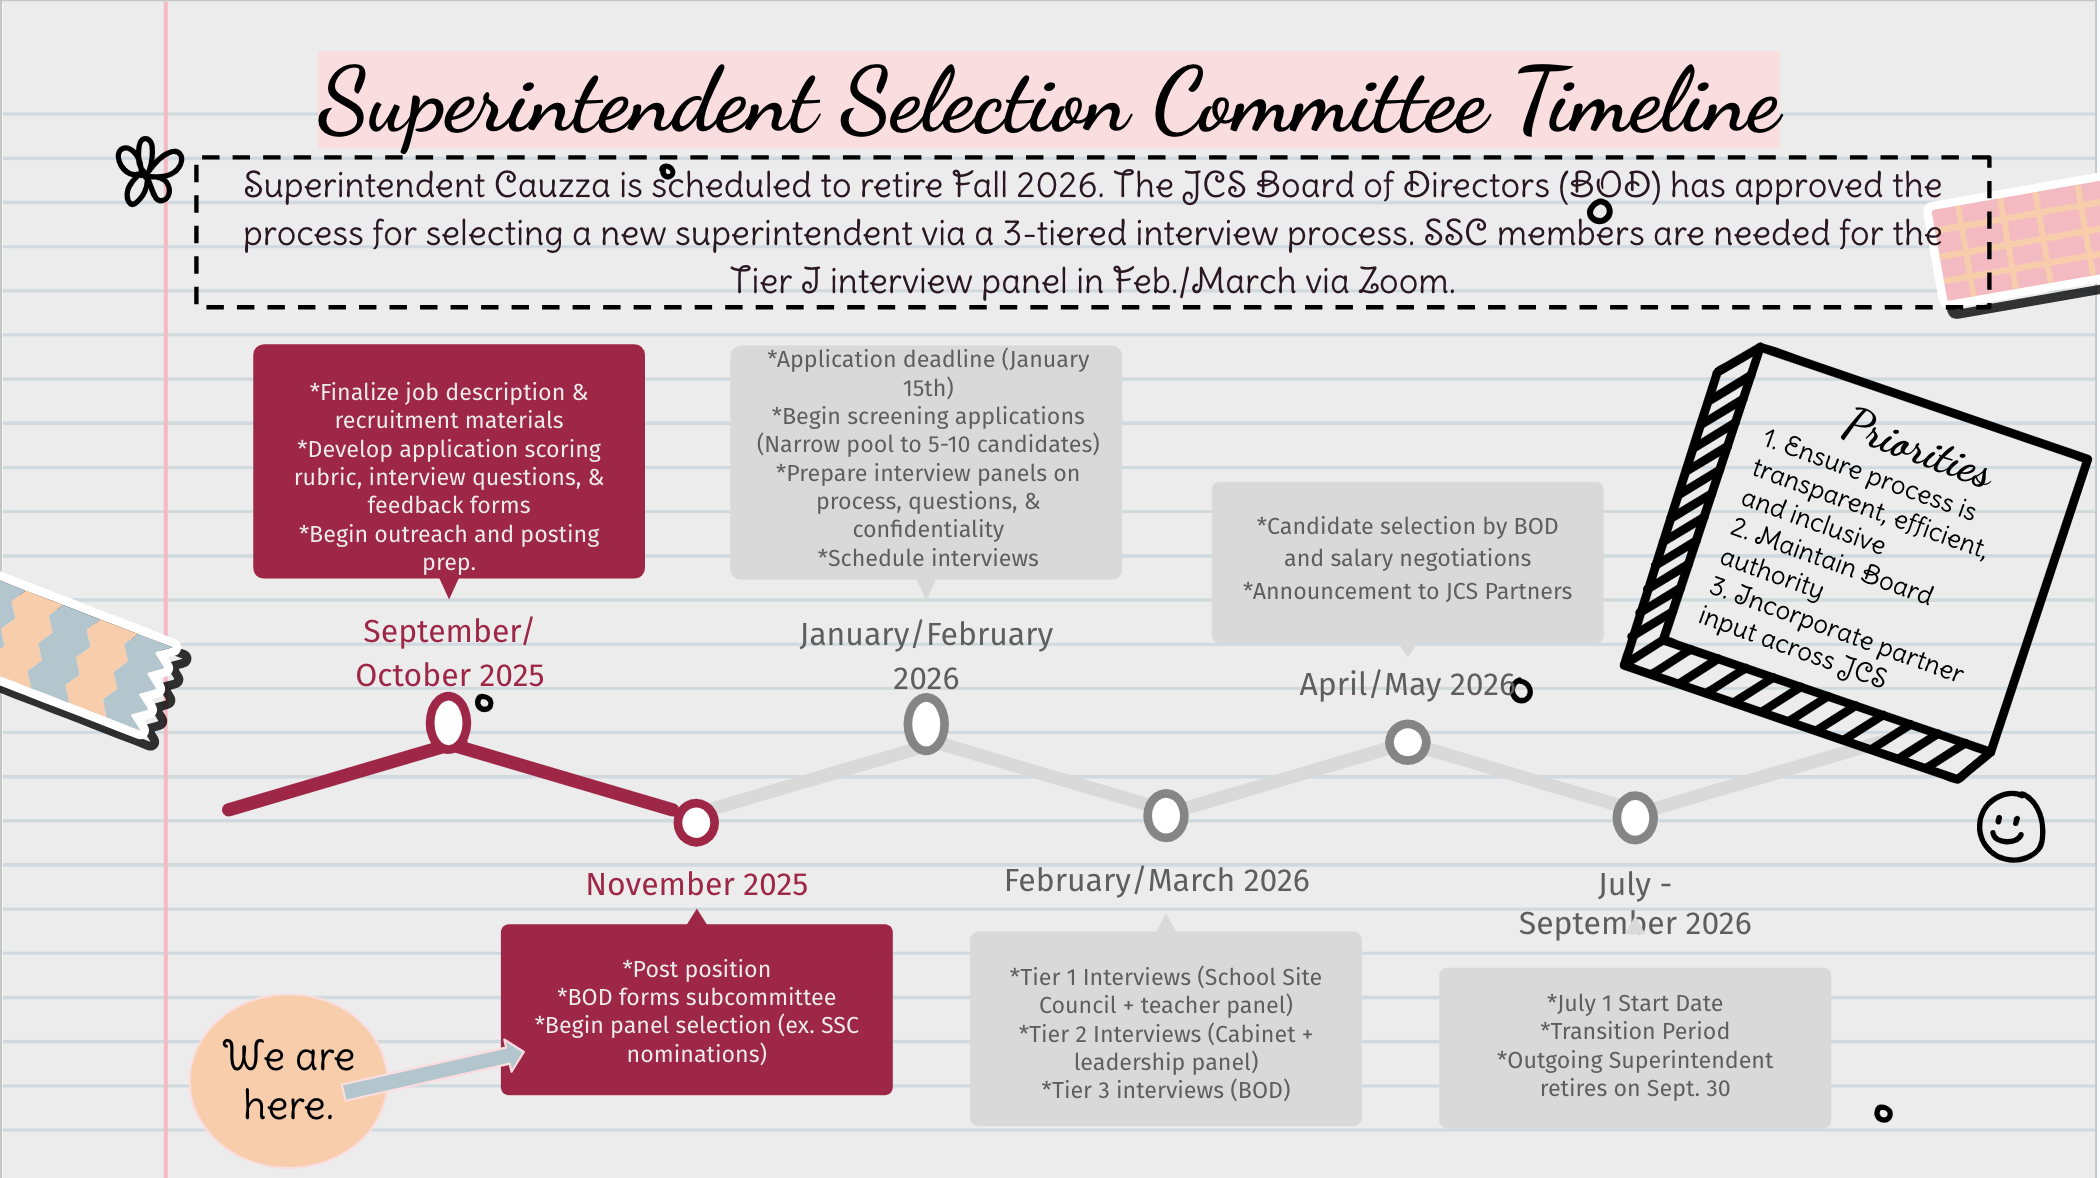 Superintendent Selection Committee Timeline
Superintendent Cauzza is scheduled to retire Fall 2026. The JCS Board of Directors (BOD) has approved the
process for selecting a new superintendent via a 3-tiered interview process. SSC members are needed for the
Tier I interview panel in Feb./March via Zoom.
*Finalize job description &
recruitment materials
*Develop application scoring
rubric, interview questions, &
feedback forms
*Begin outreach and posting
prep.
September/
October 2025
*Application deadline (January
15th)
*Begin screening applications
(Narrow pool to 5-10 candidates)
*Prepare interview panels on
process, questions, &
confidentiality
*Schedule interviews
January/February
2026
*Candidate selection by BOD
and salary negotiations
*Announcement to JCS Partners
April/May 2026
Priorities
1. Ensure process is
transparent, efficient,
and inclusive
2. Maintain Board
authority
3. Incorporate partner
input across JCS
November 2025
*Post position
*BOD forms subcommittee
*Begin panel selection (ex. SSC
nominations)
February/March 2026
*Tier 1 Interviews (School Site
Council + teacher panel)
*Tier 2 Interviews (Cabinet +
leadership panel)
*Tier 3 interviews (BOD)
July -
September 2026
*July 1 Start Date
*Transition Period
*Outgoing Superintendent
retires on Sept. 30
We are
here.